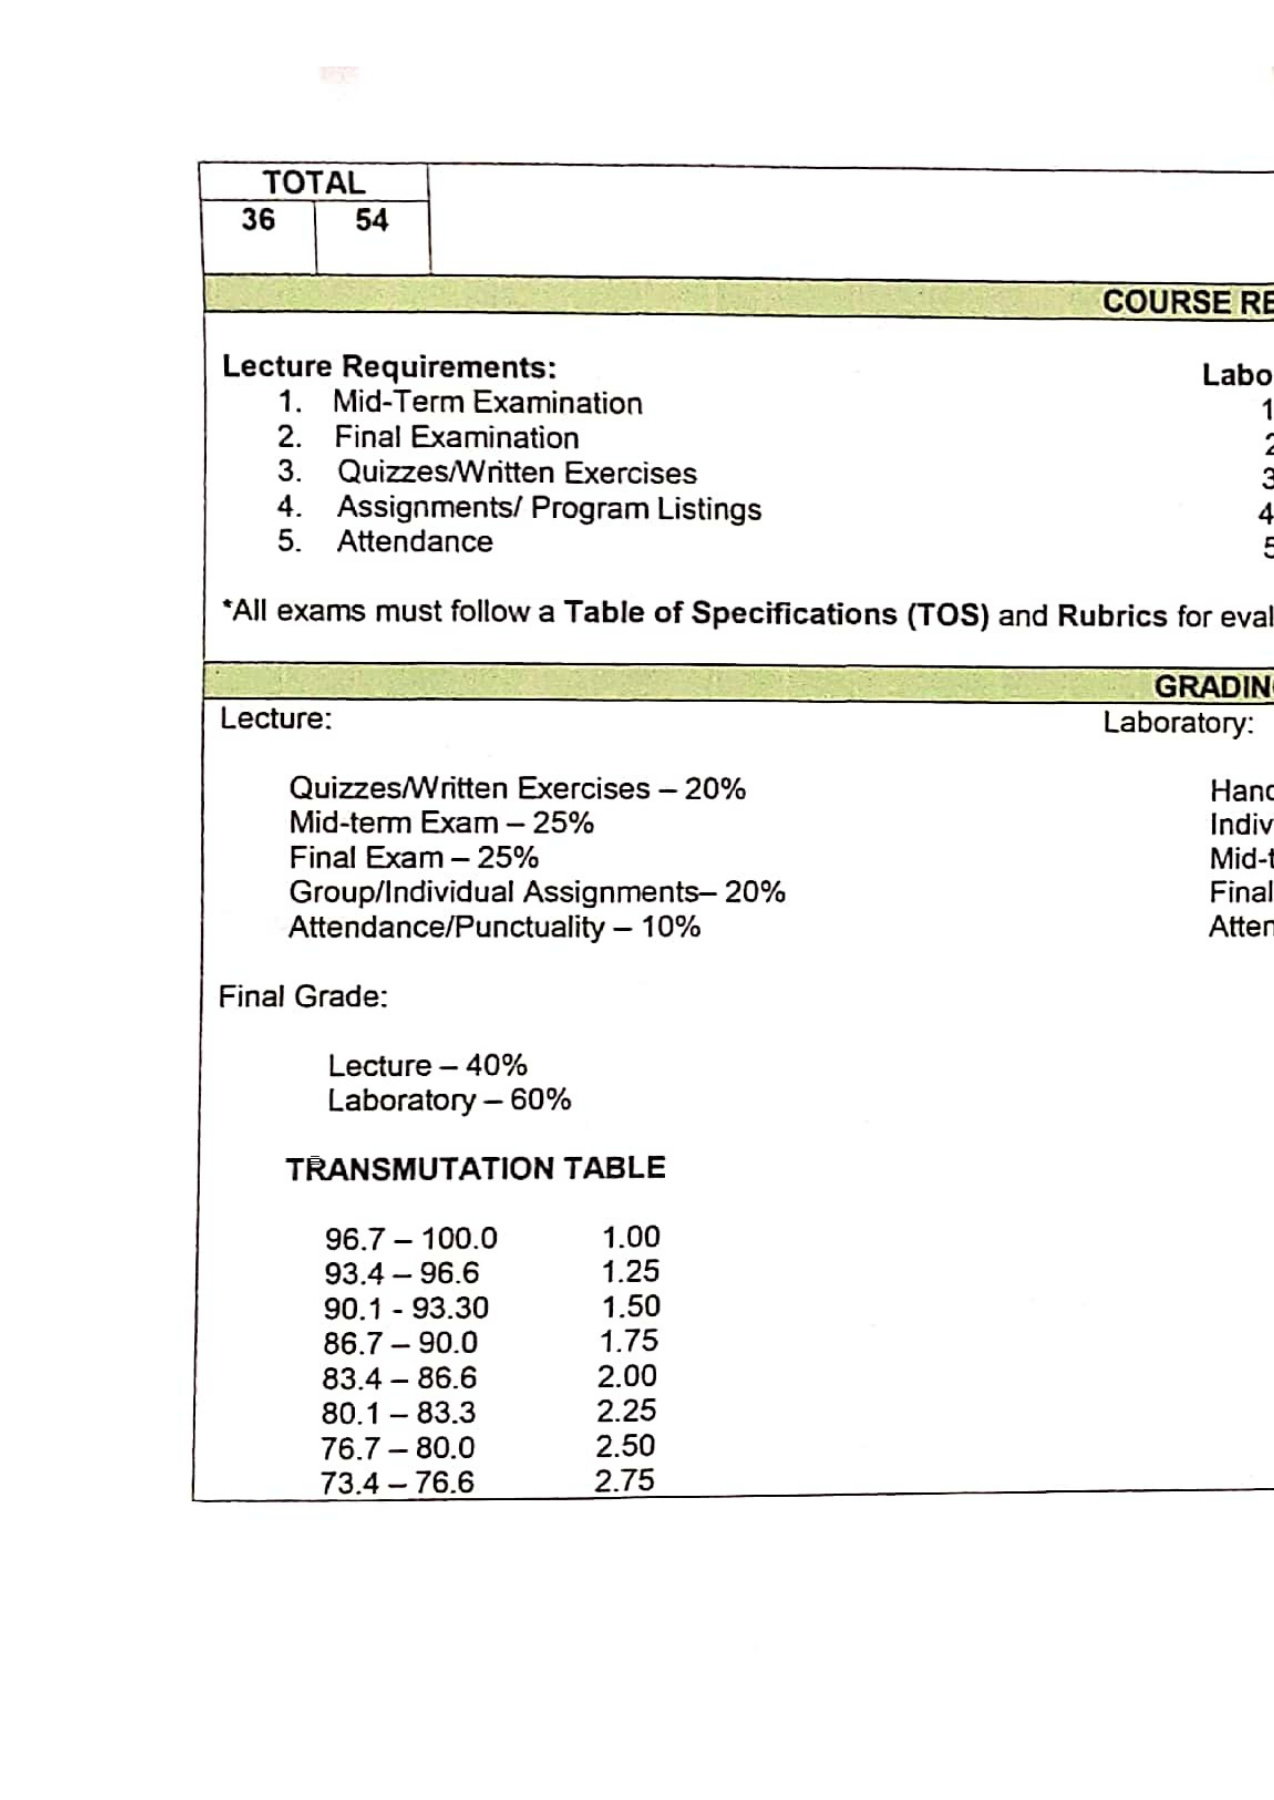 TOTAL
36 54
COURSE RE
Lecture Requirements:
1. Mid-Term Examination
2. Final Examination
3. Quizzes/Written Exercises
4. Assignments/ Program Listings
5. Attendance
Labo
1
2
3
4
5
*All exams must follow a Table of Specifications (TOS) and Rubrics for eval
GRADIN
Lecture:
Quizzes/Written Exercises – 20%
Mid-term Exam – 25%
Final Exam – 25%
Group/Individual Assignments– 20%
Attendance/Punctuality – 10%
Laboratory:
Hand
Indiv
Mid-t
Final
Atten
Final Grade:
Lecture – 40%
Laboratory – 60%
TRANSMUTATION TABLE
96.7 – 100.0 1.00
93.4 – 96.6 1.25
90.1 - 93.30 1.50
86.7 – 90.0 1.75
83.4 – 86.6 2.00
80.1 – 83.3 2.25
76.7 – 80.0 2.50
73.4 – 76.6 2.75